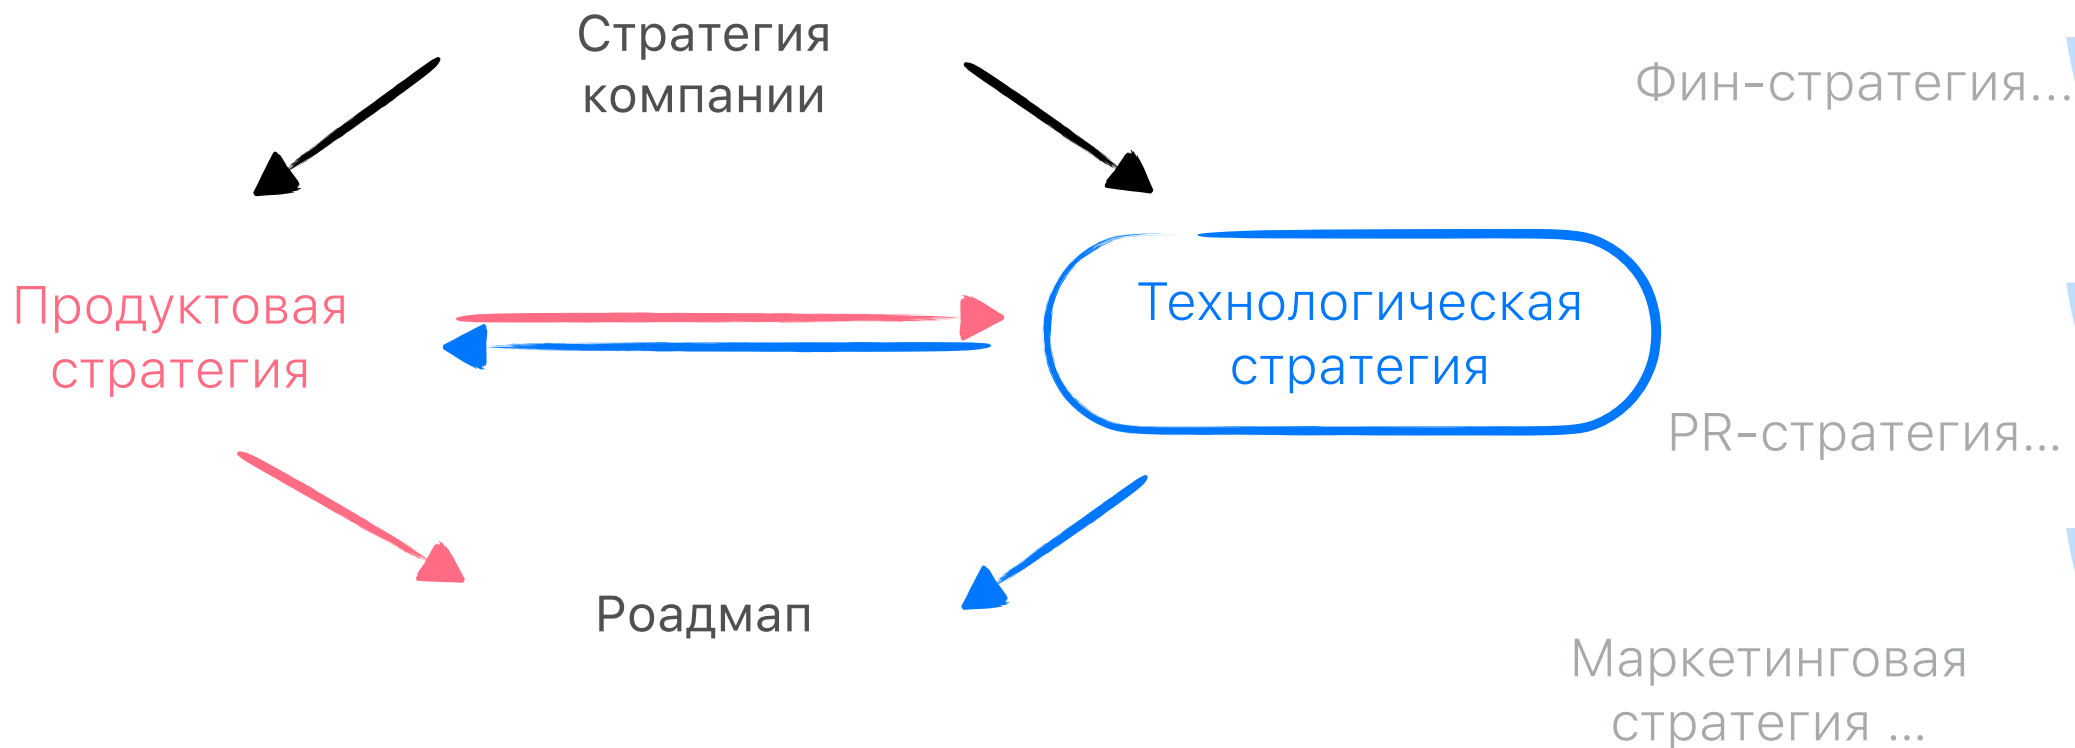 Стратегия
компании
Фин-стратегия...
Продуктовая
стратегия
Технологическая
стратегия
PR-стратегия...
Роадмап
Маркетинговая
стратегия ...